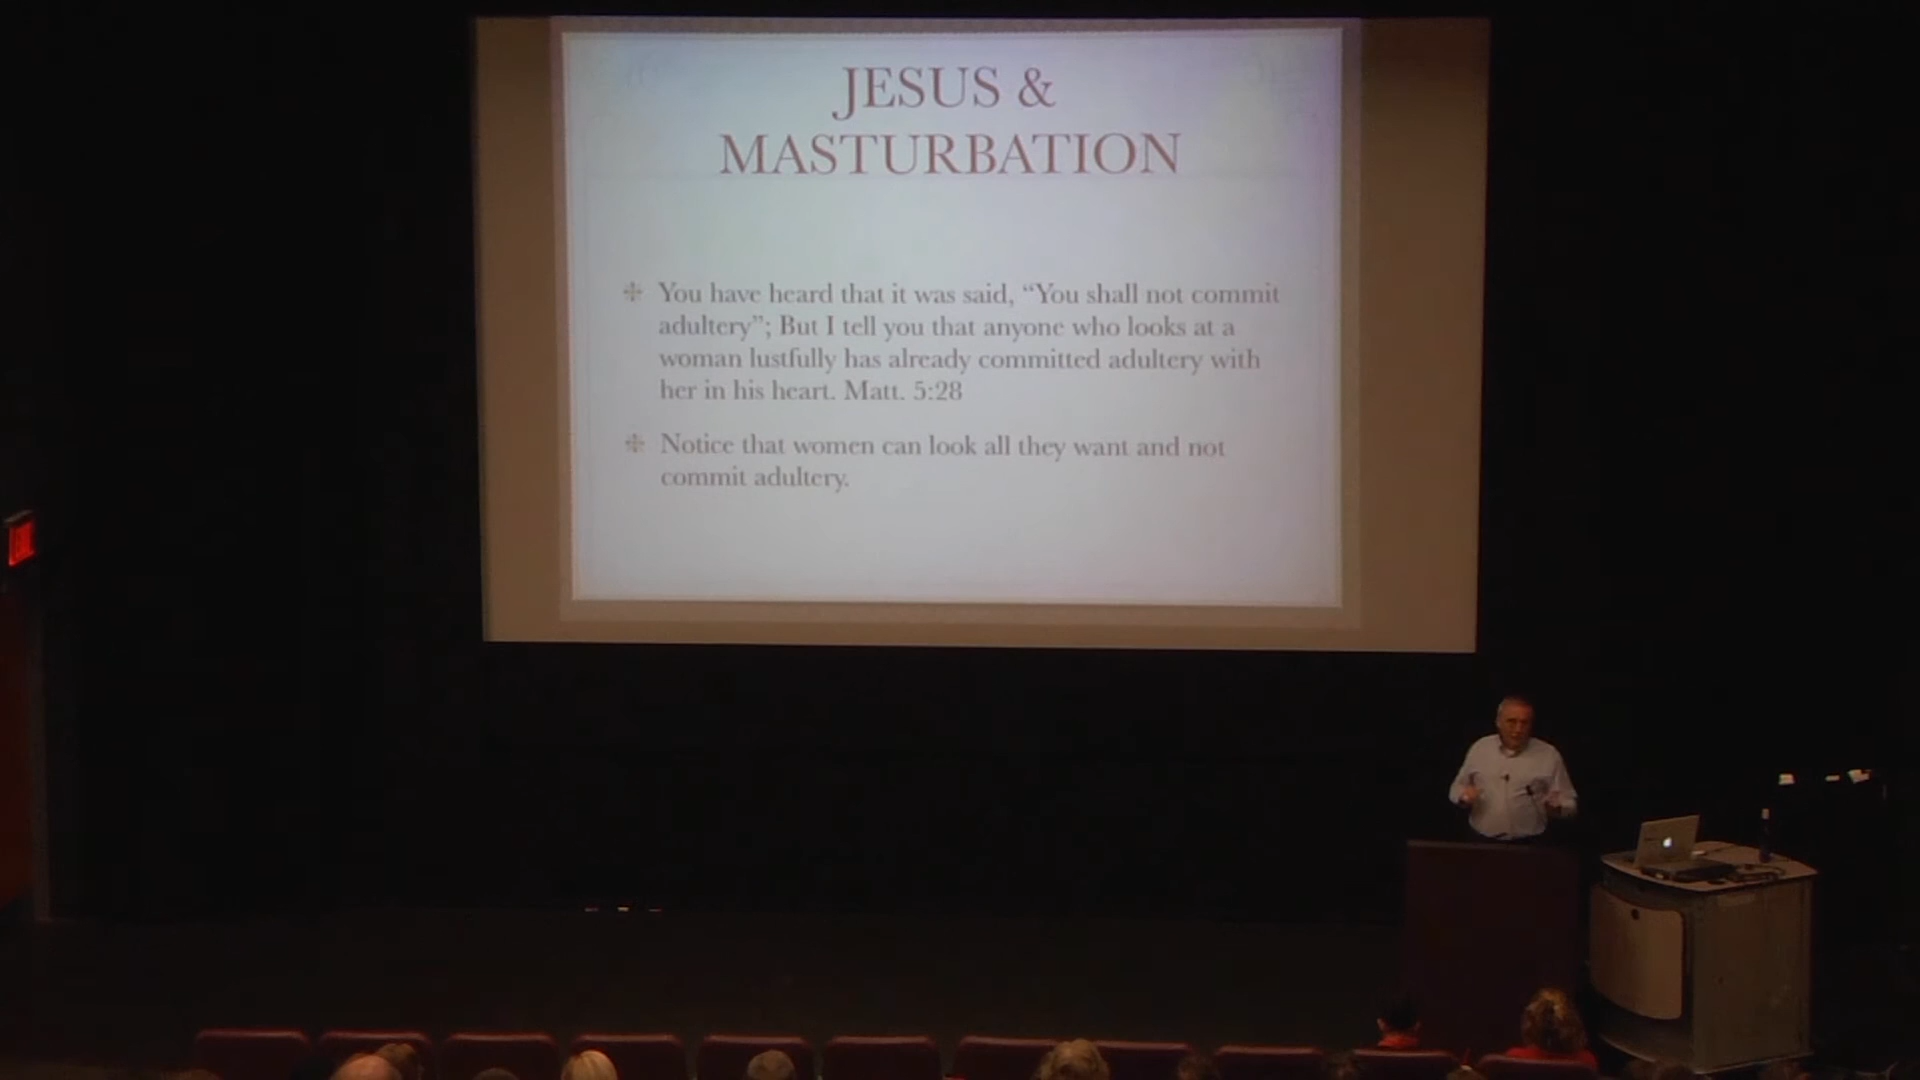 JESUS &
MASTURBATION
You have heard that it was said, “You shall not commit
adultery”; But I tell you that anyone who looks at a
woman lustfully has already committed adultery with
her in his heart. Matt. 5:28
Notice that women can look all they want and not
commit adultery.